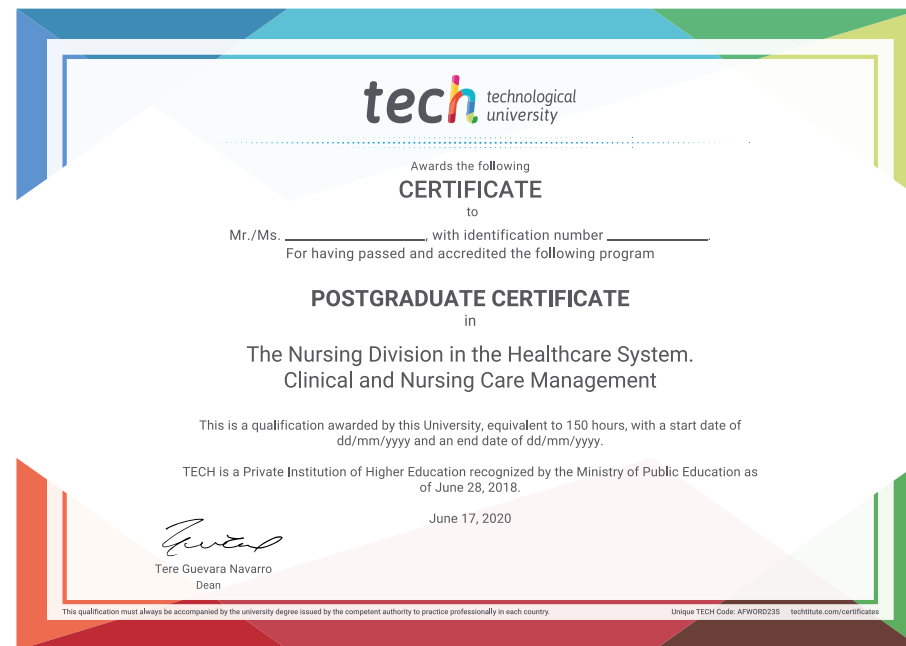 tech technological
university
Awards the following
CERTIFICATE
to
Mr./Ms. ____________________, with identification number ______________.
For having passed and accredited the following program
POSTGRADUATE CERTIFICATE
in
The Nursing Division in the Healthcare System.
Clinical and Nursing Care Management
This is a qualification awarded by this University, equivalent to 150 hours, with a start date of
dd/mm/yyyy and an end date of dd/mm/yyyy.
TECH is a Private Institution of Higher Education recognized by the Ministry of Public Education as
of June 28, 2018.
June 17, 2020
Tere Guevara Navarro
Dean
This qualification must always be accompanied by the university degree issued by the competent authority to practice professionally in each country.
Unique TECH Code: AFWORD23S techtitute.com/certificates